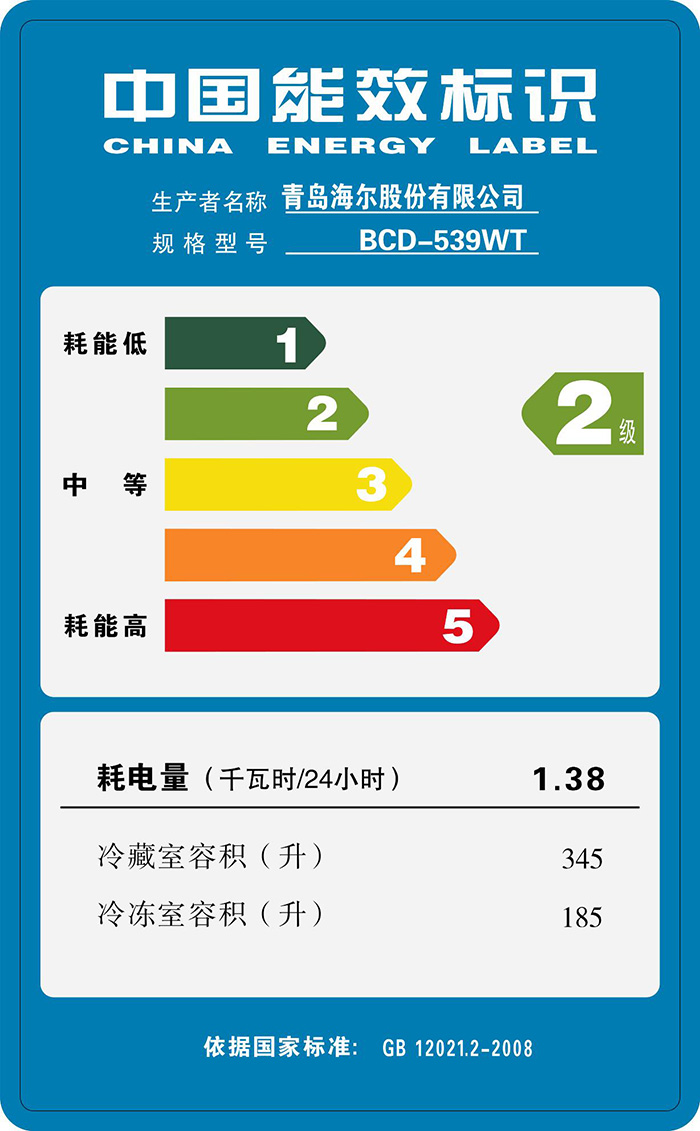 中国能效标识
CHINA ENERGY LABEL
生产者名称 青岛海尔股份有限公司
规格型号 BCD-539WT
耗能低 1
2
2级
中等 3
4
耗能高 5
耗电量（千瓦时/24小时） 1.38
冷藏室容积（升） 345
冷冻室容积（升） 185
依据国家标准： GB 12021.2-2008